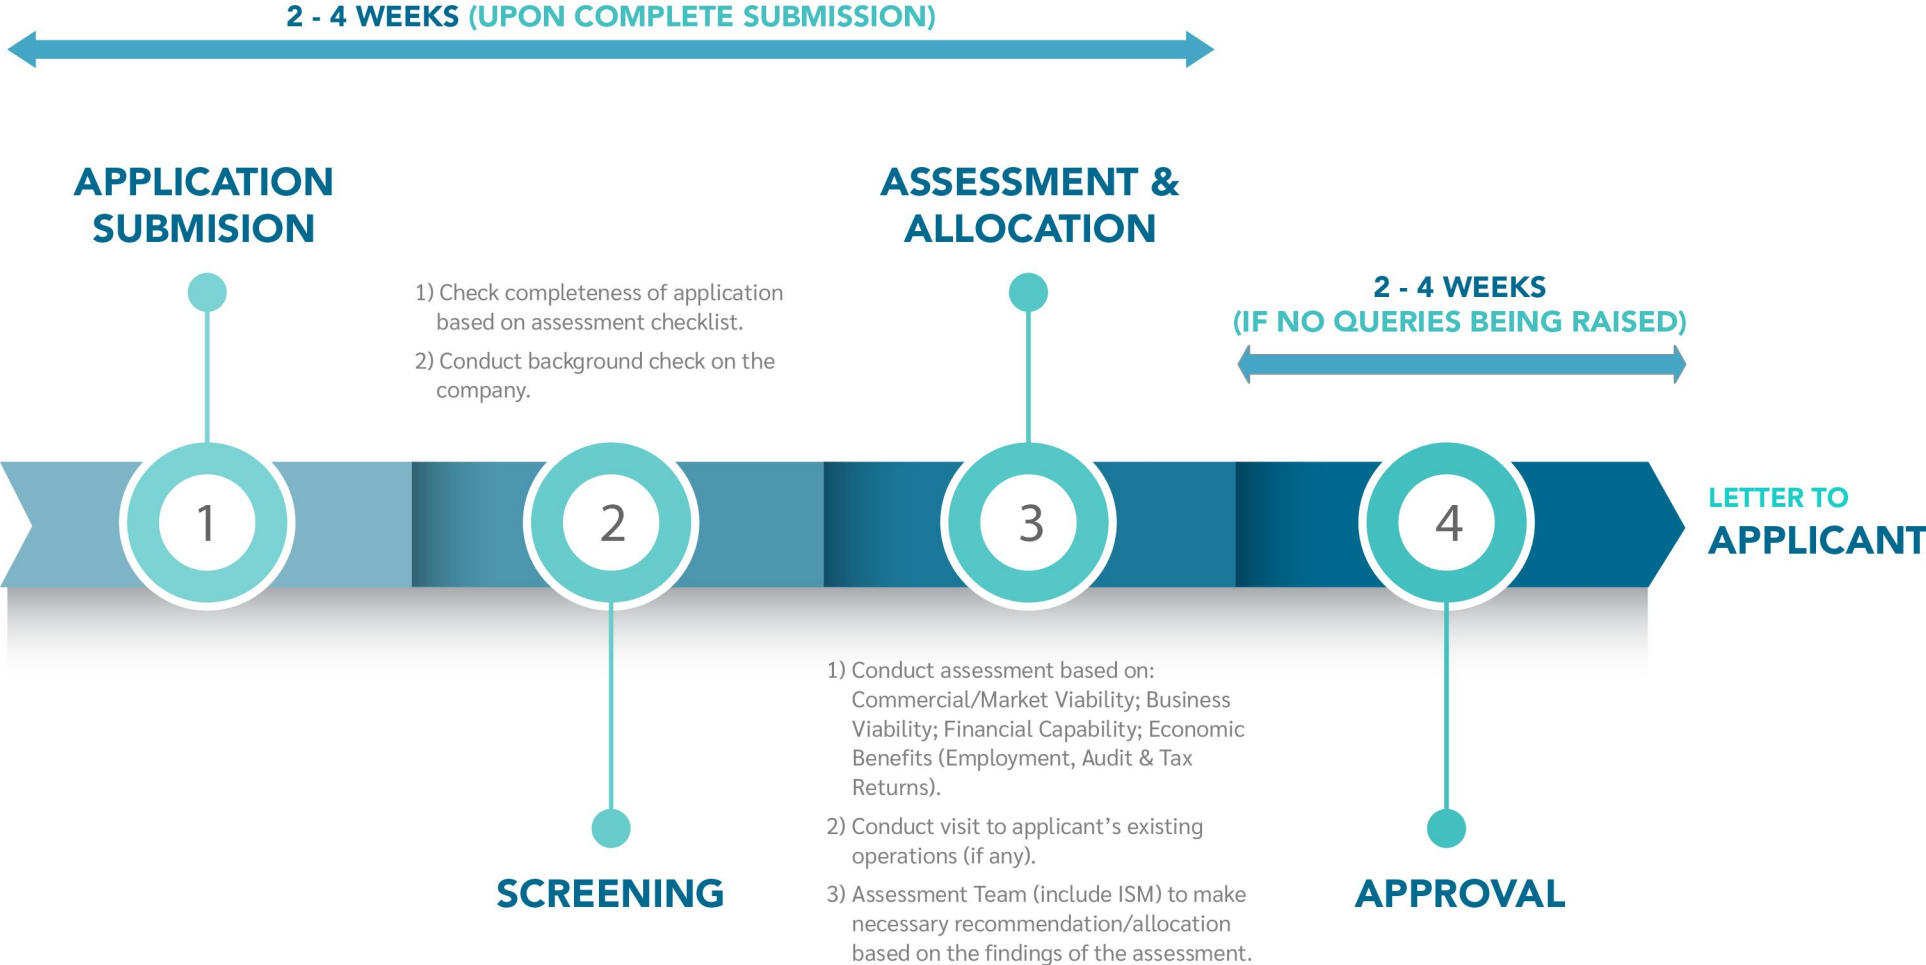 2 - 4 WEEKS (UPON COMPLETE SUBMISSION)
APPLICATION
SUBMISION
1) Check completeness of application
based on assessment checklist.
2) Conduct background check on the
company.
ASSESSMENT &
ALLOCATION
2 - 4 WEEKS
(IF NO QUERIES BEING RAISED)
1
2
3
4
LETTER TO
APPLICANT
SCREENING
1) Conduct assessment based on:
Commercial/Market Viability; Business
Viability; Financial Capability; Economic
Benefits (Employment, Audit & Tax
Returns).
2) Conduct visit to applicant’s existing
operations (if any).
3) Assessment Team (include ISM) to make
necessary recommendation/allocation
based on the findings of the assessment.
APPROVAL